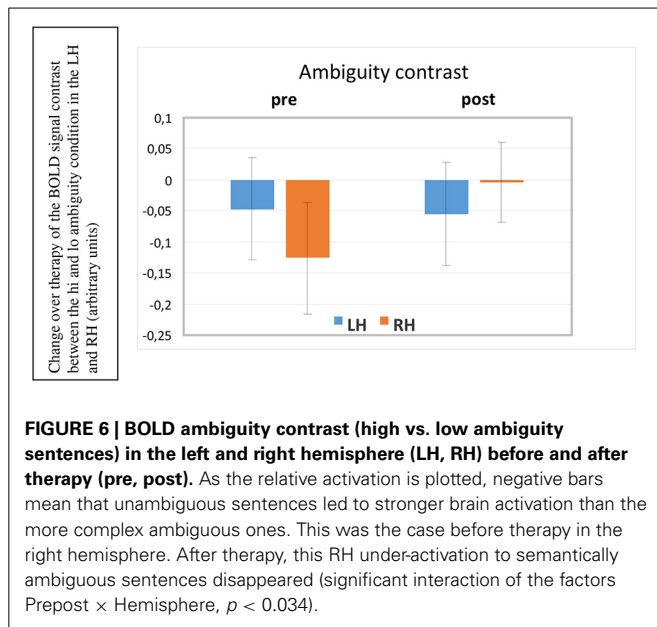 Change over therapy of the BOLD signal contrast
between the hi and lo ambiguity condition in the LH
and RH (arbitrary units)
Ambiguity contrast
pre post
0,1
0,05
0
-0,05
-0,1
-0,15
-0,2
-0,25
LH RH
FIGURE 6 | BOLD ambiguity contrast (high vs. low ambiguity
sentences) in the left and right hemisphere (LH, RH) before and after
therapy (pre, post). As the relative activation is plotted, negative bars
mean that unambiguous sentences led to stronger brain activation than the
more complex ambiguous ones. This was the case before therapy in the
right hemisphere. After therapy, this RH under-activation to semantically
ambiguous sentences disappeared (significant interaction of the factors
Prepost × Hemisphere, p < 0.034).